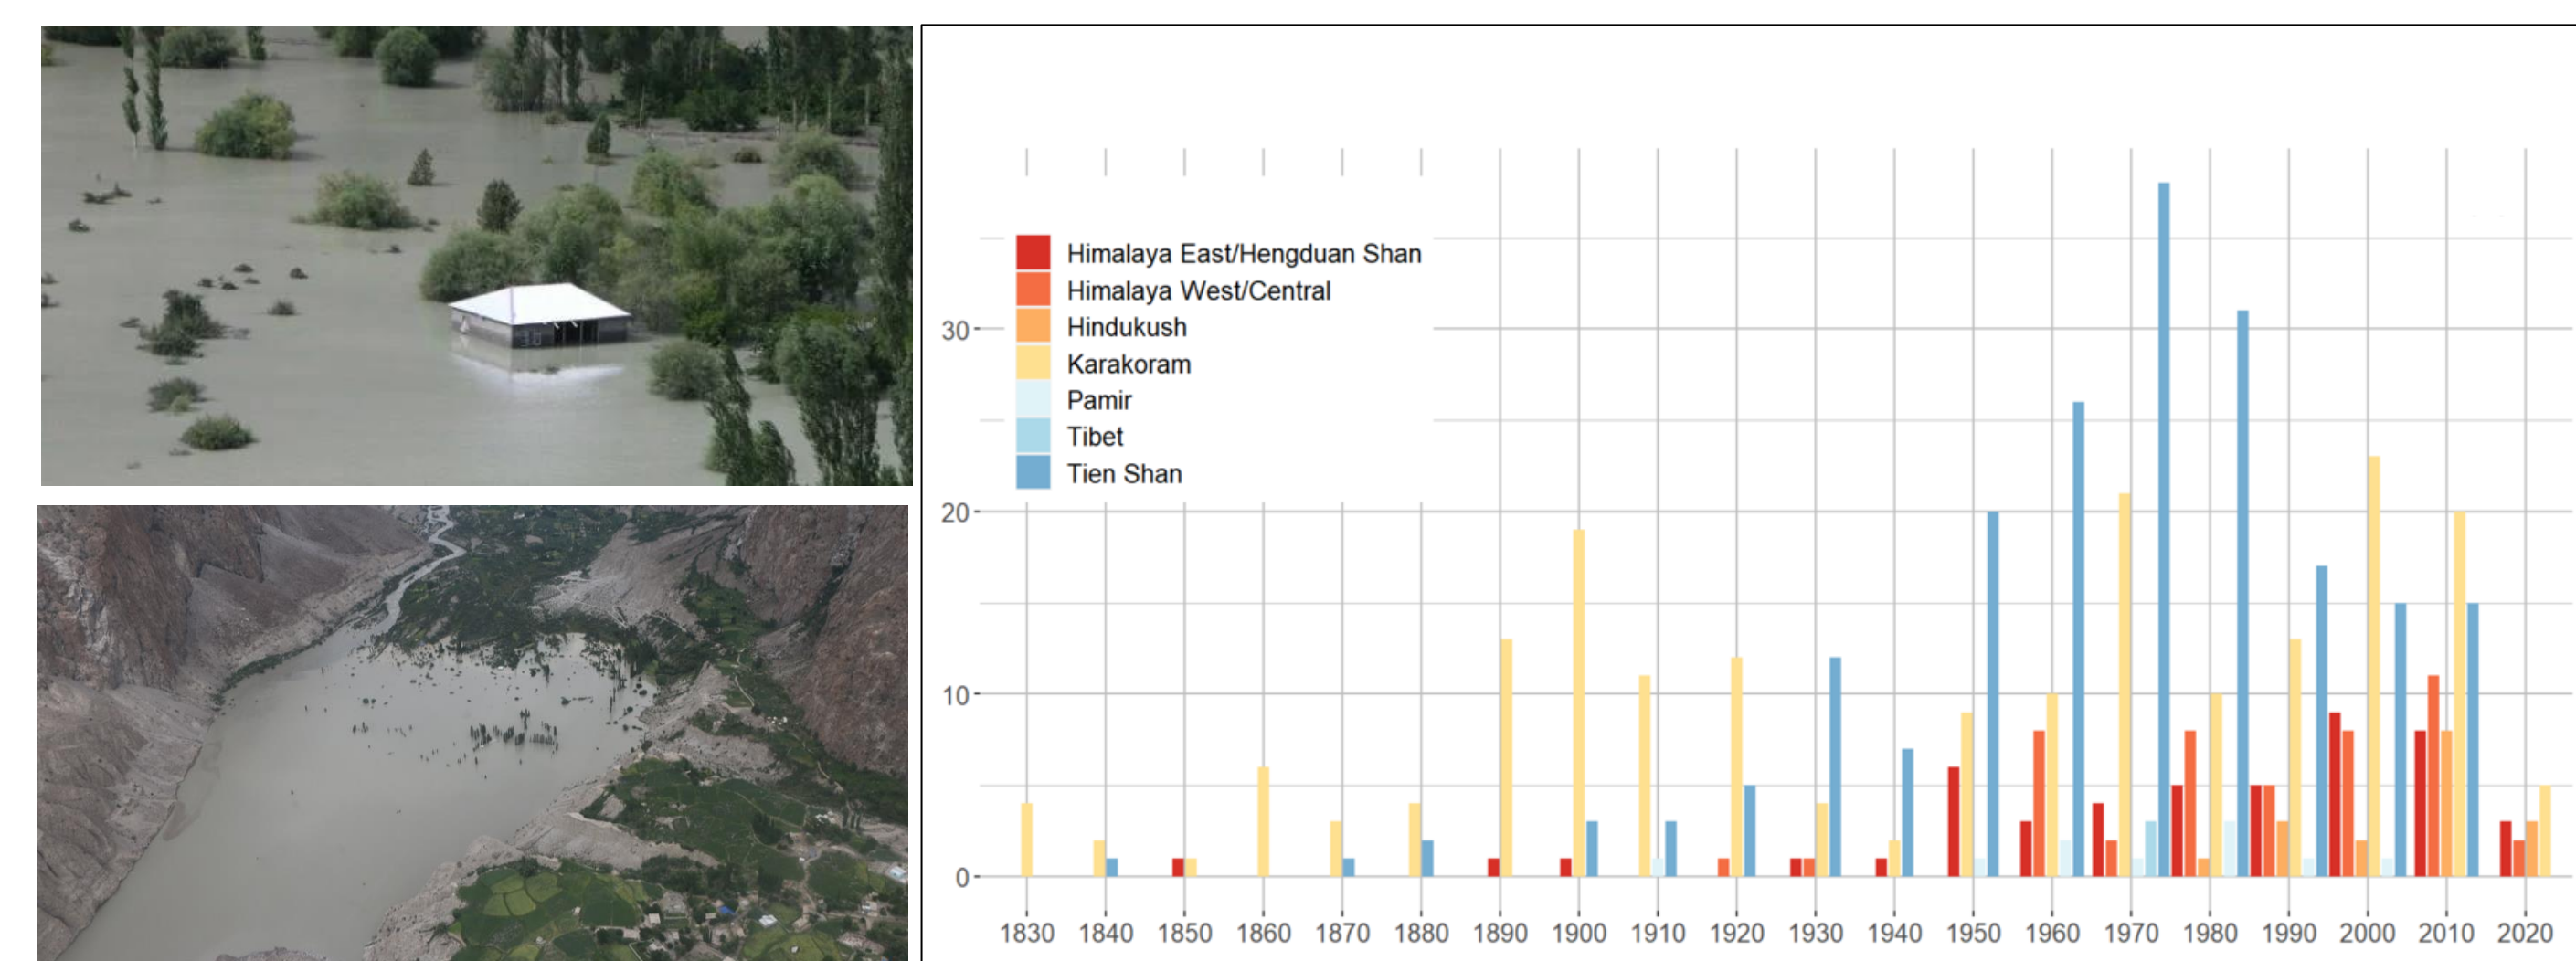 Himalaya East/Hengduan Shan
Himalaya West/Central
Hindukush
Karakoram
Pamir
Tibet
Tien Shan
30
20
10
0
1830 1840 1850 1860 1870 1880 1890 1900 1910 1920 1930 1940 1950 1960 1970 1980 1990 2000 2010 2020